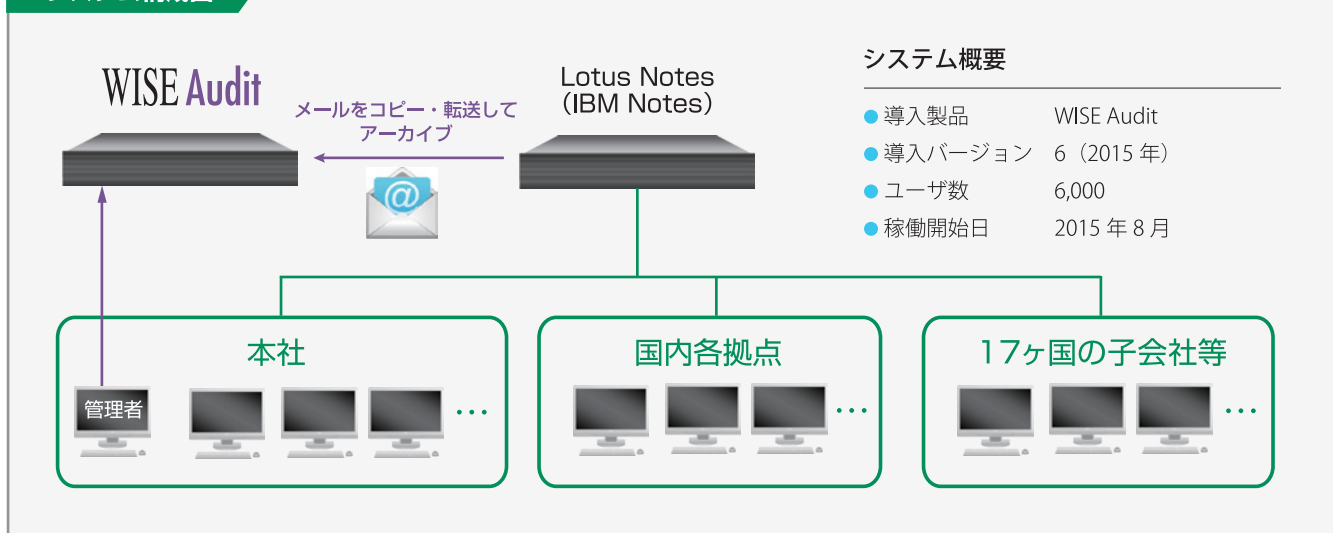 WISE Audit
メールをコピー・転送して
アーカイブ
Lotus Notes
(IBM Notes)
システム概要
● 導入製品 WISE Audit
● 導入バージョン 6（2015 年）
● ユーザ数 6,000
● 稼働開始日 2015 年 8 月
本社
管理者
…
国内各拠点
…
17ヶ国の子会社等
…